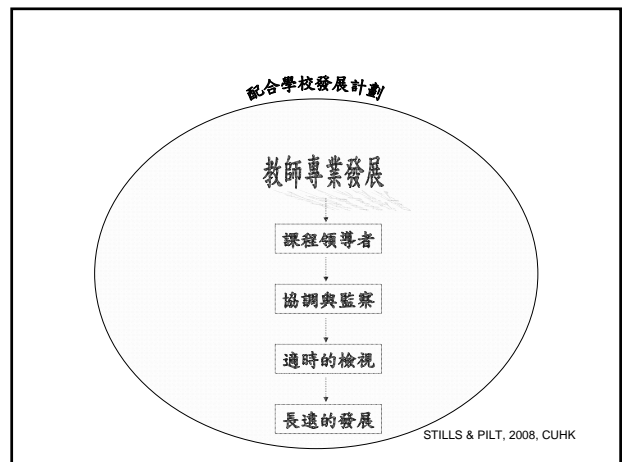 配合學校發展計劃
教師專業發展
課程領導者
協調與監察
適時的檢視
長遠的發展
STILLS & PILT, 2008, CUHK